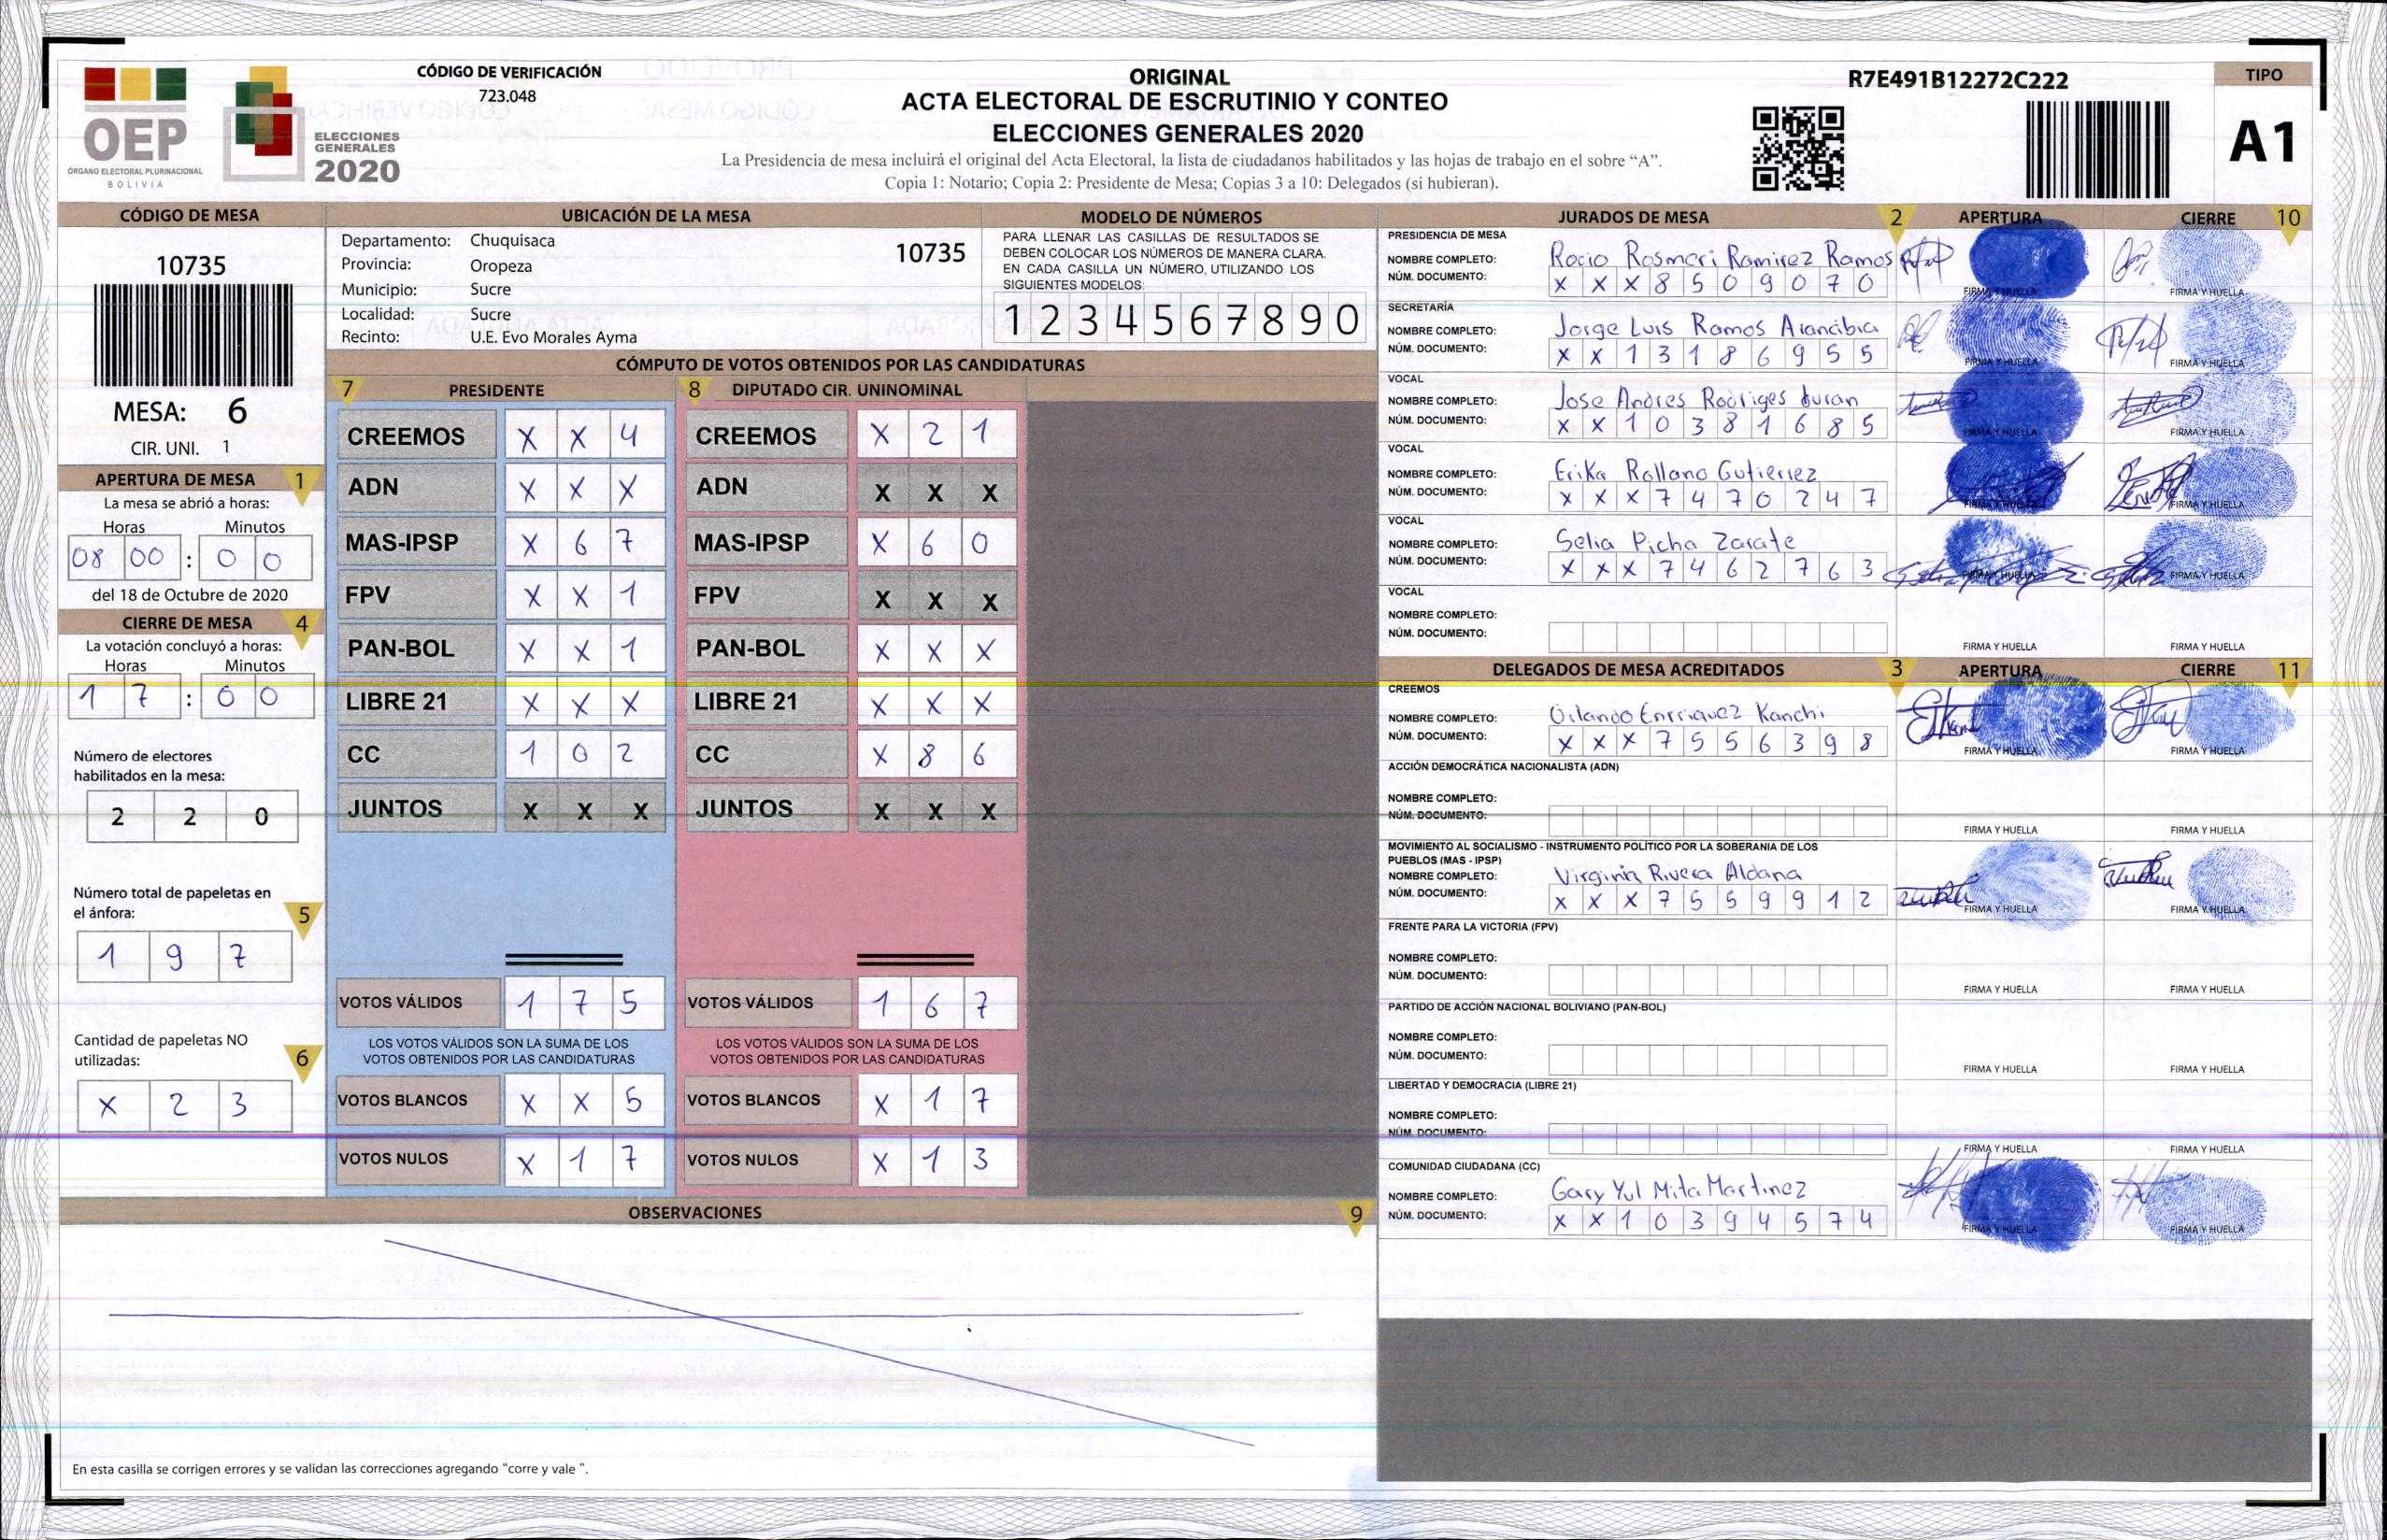 CÓDIGO DE VERIFICACIÓN
723,048
OEP
ÓRGANO ELECTORAL PLURINACIONAL
BOLIVIA
ELECCIONES
GENERALES
2020
ORIGINAL
ACTA ELECTORAL DE ESCRUTINIO Y CONTEO
ELECCIONES GENERALES 2020
La Presidencia de mesa incluirá el original del Acta Electoral, la lista de ciudadanos habilitados y las hojas de trabajo en el sobre “A”.
Copia 1: Notario; Copia 2: Presidente de Mesa; Copias 3 a 10: Delegados (si hubieran).
R7E491B12272C222
TIPO
A1
CÓDIGO DE MESA
10735
MESA: 6
CIR. UNI. 1
APERTURA DE MESA 1
La mesa se abrió a horas:
Horas Minutos
08 00 : 0 0
del 18 de Octubre de 2020
CIERRE DE MESA 4
La votación concluyó a horas:
Horas Minutos
1 7 : 0 0
Número de electores
habilitados en la mesa:
2 2 0
Número total de papeletas en
el ánfora: 5
1 9 7
Cantidad de papeletas NO
utilizadas: 6
X 2 3
UBICACIÓN DE LA MESA
Departamento: Chuquisaca 10735
Provincia: Oropeza
Municipio: Sucre
Localidad: Sucre
Recinto: U.E. Evo Morales Ayma
MODELO DE NÚMEROS
PARA LLENAR LAS CASILLAS DE RESULTADOS SE
DEBEN COLOCAR LOS NÚMEROS DE MANERA CLARA.
EN CADA CASILLA UN NÚMERO, UTILIZANDO LOS
SIGUIENTES MODELOS:
1 2 3 4 5 6 7 8 9 0
CÓMPUTO DE VOTOS OBTENIDOS POR LAS CANDIDATURAS
7 PRESIDENTE
CREEMOS X X 4
ADN X X X
MAS-IPSP X 6 7
FPV X X 1
PAN-BOL X X 1
LIBRE 21 X X X
CC 1 0 2
JUNTOS X X X
VOTOS VÁLIDOS 1 7 5
LOS VOTOS VÁLIDOS SON LA SUMA DE LOS
VOTOS OBTENIDOS POR LAS CANDIDATURAS
VOTOS BLANCOS X X 5
VOTOS NULOS X 1 7
8 DIPUTADO CIR. UNINOMINAL
CREEMOS X 2 1
ADN X X X
MAS-IPSP X 6 0
FPV X X X
PAN-BOL X X X
LIBRE 21 X X X
CC X 8 6
JUNTOS X X X
VOTOS VÁLIDOS 1 6 7
LOS VOTOS VÁLIDOS SON LA SUMA DE LOS
VOTOS OBTENIDOS POR LAS CANDIDATURAS
VOTOS BLANCOS X 1 7
VOTOS NULOS X 1 3
OBSERVACIONES 9
En esta casilla se corrigen errores y se validan las correcciones agregando “corre y vale ”.
JURADOS DE MESA 2 APERTURA CIERRE 10
PRESIDENCIA DE MESA
NOMBRE COMPLETO: Rocio Rosmeri Ramirez Ramos
NÚM. DOCUMENTO: X X X 8 5 0 9 0 7 0
FIRMA Y HUELLA FIRMA Y HUELLA
SECRETARÍA
NOMBRE COMPLETO: Jorge Luis Ramos Arancibia
NÚM. DOCUMENTO: X X 1 3 1 8 6 9 5 5
FIRMA Y HUELLA FIRMA Y HUELLA
VOCAL
NOMBRE COMPLETO: Jose Andres Rodriges duran
NÚM. DOCUMENTO: X X 1 0 3 8 1 6 8 5
FIRMA Y HUELLA FIRMA Y HUELLA
VOCAL
NOMBRE COMPLETO: Erika Rollano Gutierrez
NÚM. DOCUMENTO: X X X 7 4 7 0 2 4 7
FIRMA Y HUELLA FIRMA Y HUELLA
VOCAL
NOMBRE COMPLETO: Selia Picha Zarate
NÚM. DOCUMENTO: X X X 7 4 6 2 7 6 3
FIRMA Y HUELLA FIRMA Y HUELLA
VOCAL
NOMBRE COMPLETO:
NÚM. DOCUMENTO:
FIRMA Y HUELLA FIRMA Y HUELLA
DELEGADOS DE MESA ACREDITADOS 3 APERTURA CIERRE 11
CREEMOS
NOMBRE COMPLETO: Orlando Enrriquez Kanchi
NÚM. DOCUMENTO: X X X 7 5 5 6 3 9 8
FIRMA Y HUELLA FIRMA Y HUELLA
ACCIÓN DEMOCRÁTICA NACIONALISTA (ADN)
NOMBRE COMPLETO:
NÚM. DOCUMENTO:
FIRMA Y HUELLA FIRMA Y HUELLA
MOVIMIENTO AL SOCIALISMO - INSTRUMENTO POLÍTICO POR LA SOBERANIA DE LOS
PUEBLOS (MAS - IPSP)
NOMBRE COMPLETO: Virginia Rivera Aldana
NÚM. DOCUMENTO: X X X 7 5 5 9 9 1 2
FIRMA Y HUELLA FIRMA Y HUELLA
FRENTE PARA LA VICTORIA (FPV)
NOMBRE COMPLETO:
NÚM. DOCUMENTO:
FIRMA Y HUELLA FIRMA Y HUELLA
PARTIDO DE ACCIÓN NACIONAL BOLIVIANO (PAN-BOL)
NOMBRE COMPLETO:
NÚM. DOCUMENTO:
FIRMA Y HUELLA FIRMA Y HUELLA
LIBERTAD Y DEMOCRACIA (LIBRE 21)
NOMBRE COMPLETO:
NÚM. DOCUMENTO:
FIRMA Y HUELLA FIRMA Y HUELLA
COMUNIDAD CIUDADANA (CC)
NOMBRE COMPLETO: Gary Yul Mita Martinez
NÚM. DOCUMENTO: X X 1 0 3 9 4 5 7 4
FIRMA Y HUELLA FIRMA Y HUELLA